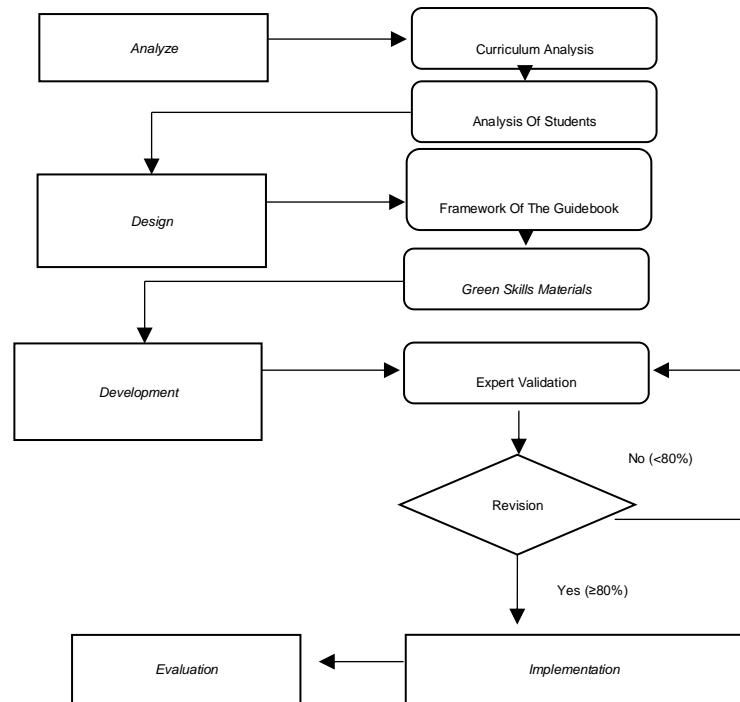 Analyze
Curriculum Analysis
Analysis Of Students
Design
Framework Of The Guidebook
Green Skills Materials
Development
Expert Validation
No (<80%)
Revision
Yes (≥80%)
Evaluation
Implementation